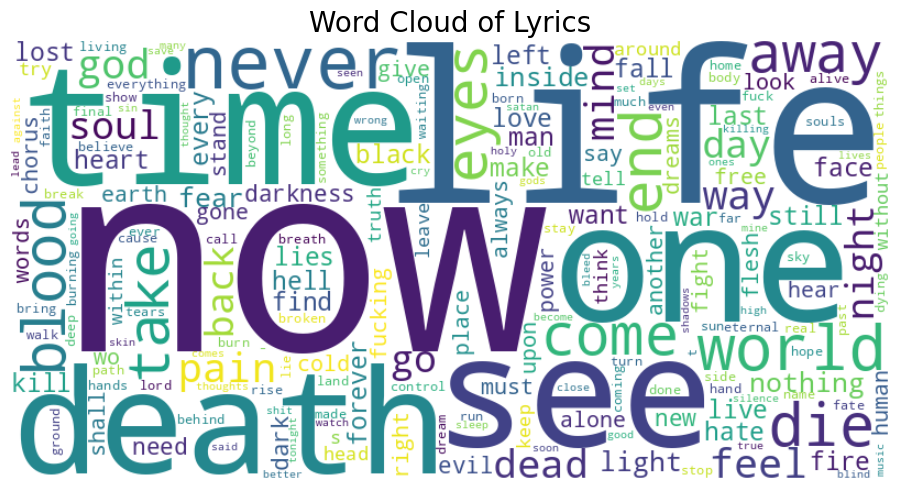 Word Cloud of Lyrics
now
life
time
one
death
see
never
away
world
come
die
end
eyes
blood
take
day
night
way
mind
god
soul
pain
go
back
feel
dead
nothing
lost
try
living
save
many
everything
show
final
sin
believe
heart
faith
against
lead
chorus
break
words
earth
fear
every
stand
thought
beyond
long
something
wrong
open
seen
give
waiting
black
cry
darkness
gone
truth
leave
always
left
inside
born
satan
love
man
make
holy
old
gods
say
tell
fall
around
set
much
home
body
days
even
fuck
killing
ones
dreams
last
free
look
alive
souls
face
lives
people
things
without
dying
past
hear
still
war
far
want
hold
stay
mine
another
flesh
fight
sky
high
shadows
sun
eternal
real
hope
power
think
bleed
years
become
upon
place
fucking
lies
hell
find
breath
broken
call
ever
cause
tears
within
skin
going
burning
deep
bring
walk
burn
wo
path
kill
hands
lord
comes
thoughts
lie
rise
land
cold
forever
control
shall
ground
need
said
behind
better
dark
shit
tonight
made
watch
s
head
right
dream
evil
keep
must
run
sleep
soon
close
alone
good
light
turn
coming
done
new
t
side
hand
silence
stop
true
live
hate
name
fate
fire
blind
music
human